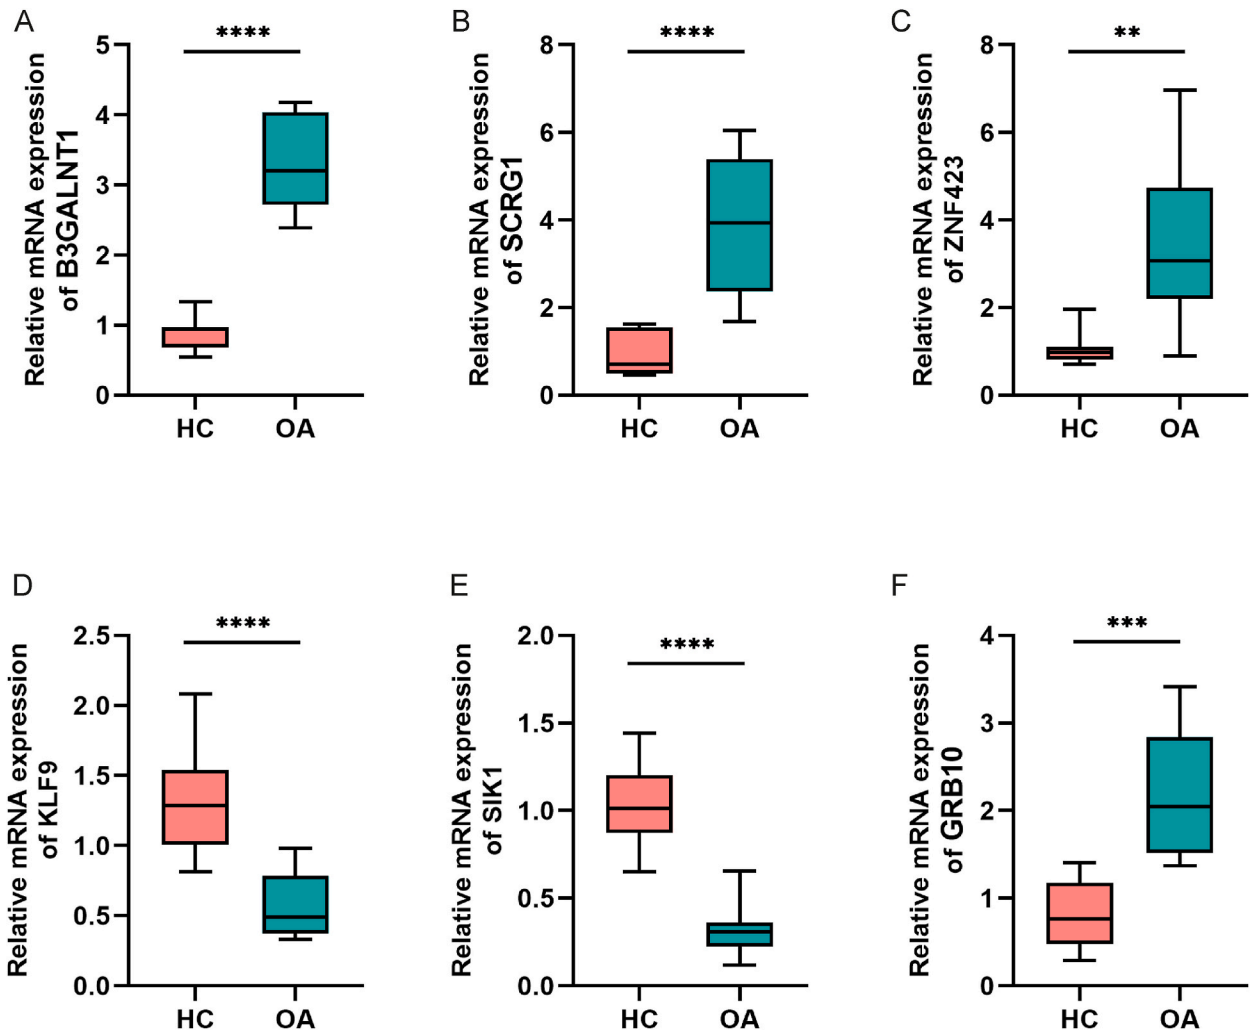 A
****
Relative mRNA expression
of B3GALNT1
5
4
3
2
1
0
HC OA
B
****
Relative mRNA expression
of SCRG1
8
6
4
2
0
HC OA
C
**
Relative mRNA expression
of ZNF423
8
6
4
2
0
HC OA
D
****
Relative mRNA expression
of KLF9
2.5
2.0
1.5
1.0
0.5
0.0
HC OA
E
****
Relative mRNA expression
of SIK1
2.0
1.5
1.0
0.5
0.0
HC OA
F
***
Relative mRNA expression
of GRB10
4
3
2
1
0
HC OA